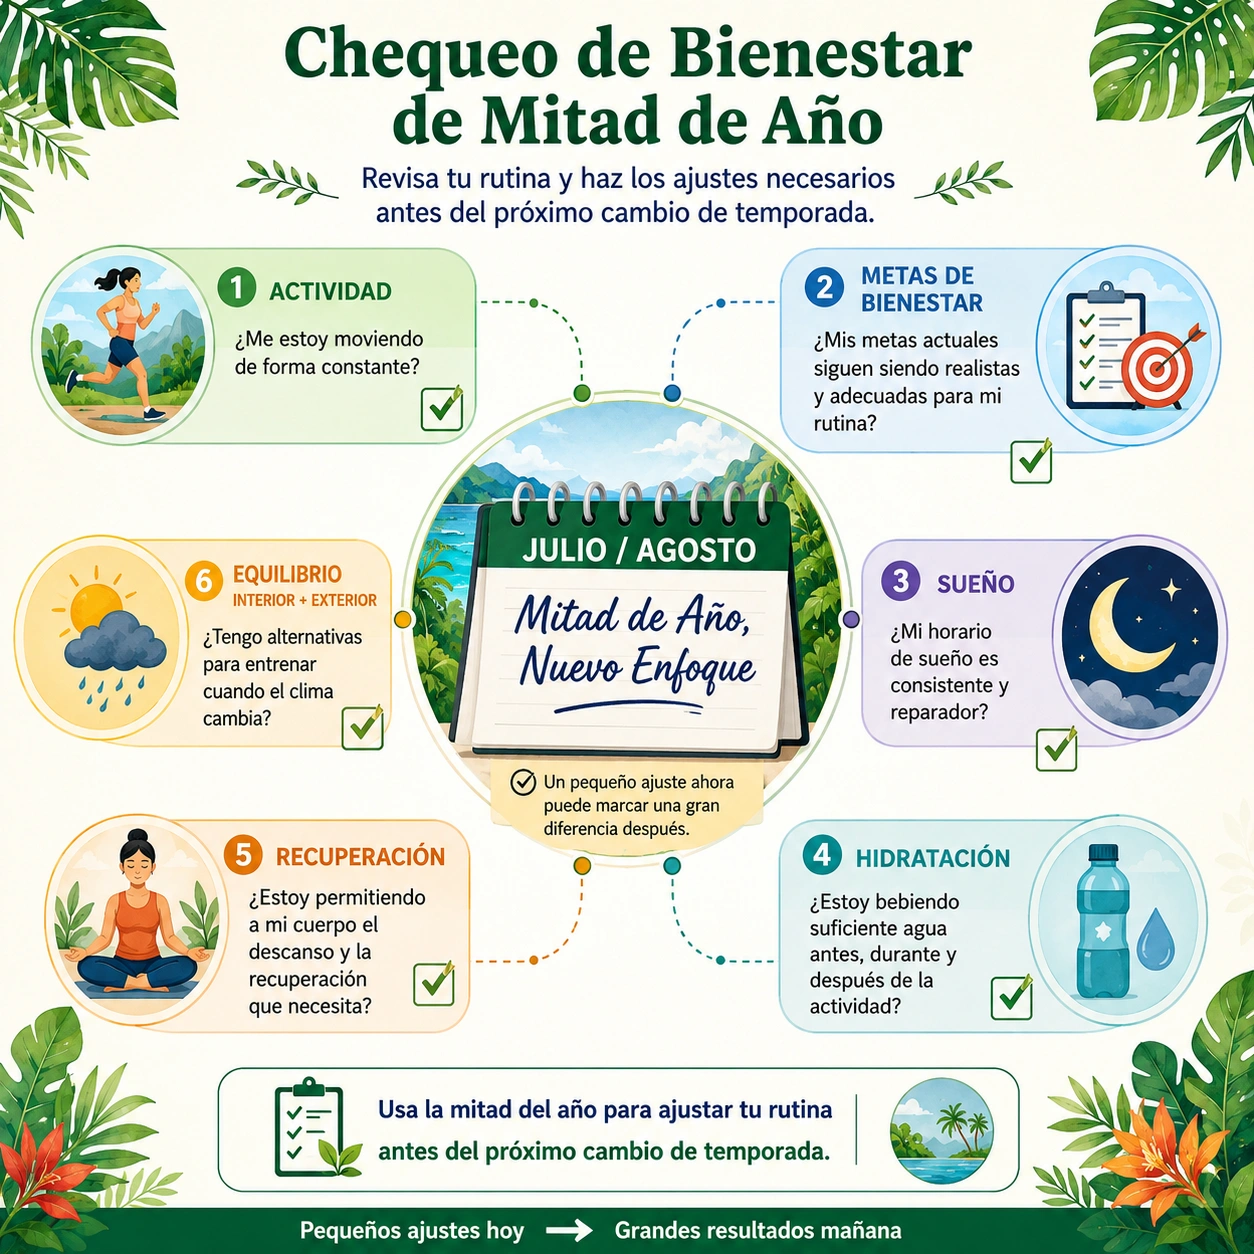 Chequeo de Bienestar
de Mitad de Año
Revisa tu rutina y haz los ajustes necesarios
antes del próximo cambio de temporada.
1 ACTIVIDAD
¿Me estoy moviendo
de forma constante?
2 METAS DE
BIENESTAR
¿Mis metas actuales
siguen siendo realistas
y adecuadas para mi
rutina?
JULIO / AGOSTO
Mitad de Año,
Nuevo Enfoque
Un pequeño ajuste ahora
puede marcar una gran
diferencia después.
3 SUEÑO
¿Mi horario
de sueño es
consistente y
reparador?
4 HIDRATACIÓN
¿Estoy bebiendo
suficiente agua
antes, durante y
después de la
actividad?
5 RECUPERACIÓN
¿Estoy permitiendo
a mi cuerpo el
descanso y la
recuperación
que necesita?
6 EQUILIBRIO
INTERIOR + EXTERIOR
¿Tengo alternativas
para entrenar
cuando el clima
cambia?
Usa la mitad del año para ajustar tu rutina
antes del próximo cambio de temporada.
Pequeños ajustes hoy → Grandes resultados mañana